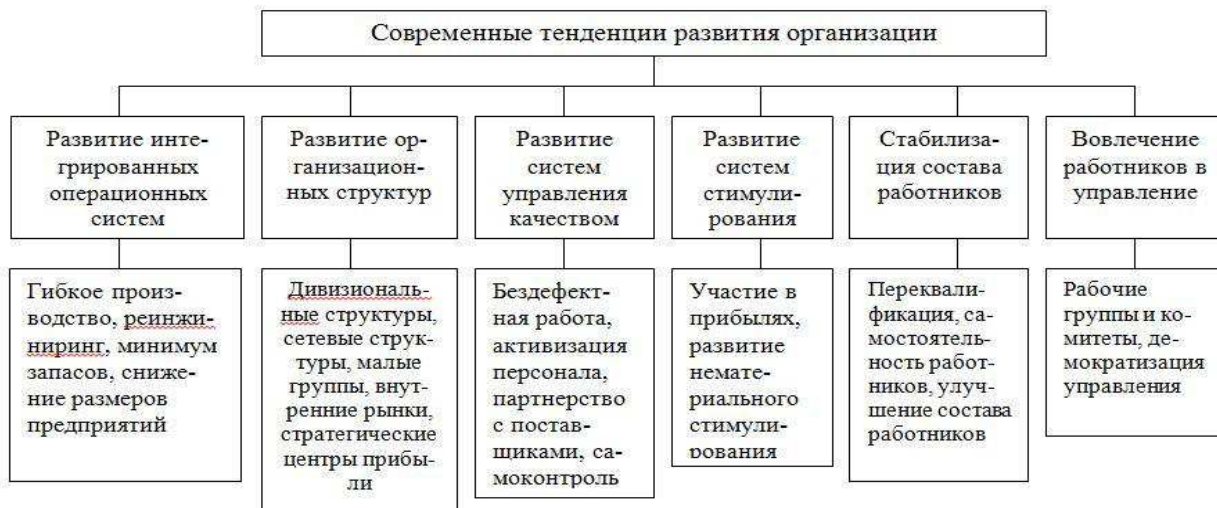 Современные тенденции развития организации
Развитие инте-
грированных
операционных
систем
Развитие ор-
ганизацион-
ных структур
Развитие
систем
управления
качеством
Развитие
систем
стимули-
рования
Стабилиза-
ция состава
работников
Вовлечение
работников в
управление
Гибкое произ-
водство, реинжи-
ниринг, минимум
запасов, сниже-
ние размеров
предприятий
Дивизиональ-
ные структуры,
сетевые струк-
туры, малые
группы, внут-
ренние рынки,
стратегические
центры прибы-
ли
Бездефект-
ная работа,
активизация
персонала,
партнерство
с постав-
щиками, са-
моконтроль
Участие в
прибылях,
развитие
немате-
риального
стимули-
рования
Переквали-
фикация, са-
мостоятель-
ность работ-
ников, улуч-
шение состава
работников
Рабочие
группы и ко-
митеты, де-
мократизация
управления